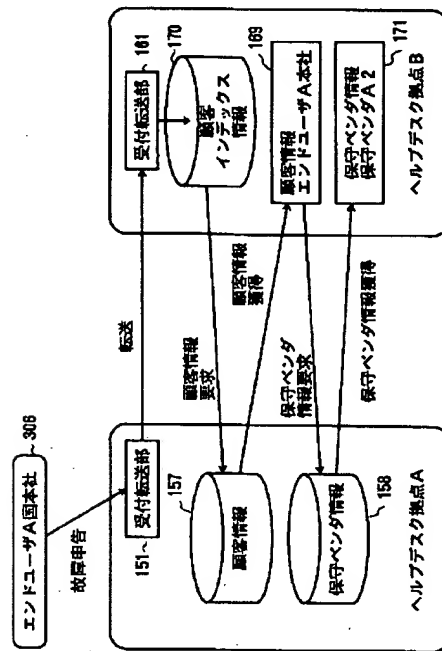 エンドユーザA国本社
306
故障申告
151
受付転送部
転送
受付転送部
161
170
顧客
インデックス
情報
157
顧客情報
顧客情報
要求
顧客情報
獲得
169
顧客情報
エンドユーザA本社
保守ベンダ
情報要求
158
保守ベンダ情報
保守ベンダ情報獲得
171
保守ベンダ情報
保守ベンダA2
ヘルプデスク拠点A
ヘルプデスク拠点B